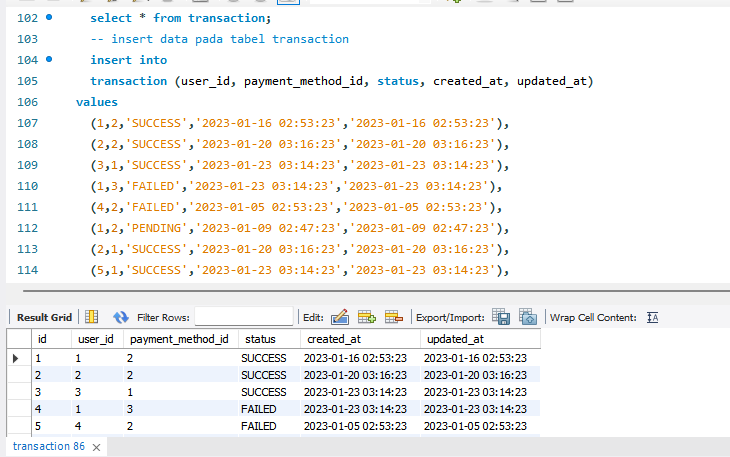 102 select * from transaction;
103 -- insert data pada tabel transaction
104 insert into
105 transaction (user_id, payment_method_id, status, created_at, updated_at)
106 values
107 (1,2,'SUCCESS','2023-01-16 02:53:23','2023-01-16 02:53:23'),
108 (2,2,'SUCCESS','2023-01-20 03:16:23','2023-01-20 03:16:23'),
109 (3,1,'SUCCESS','2023-01-23 03:14:23','2023-01-23 03:14:23'),
110 (1,3,'FAILED','2023-01-23 03:14:23','2023-01-23 03:14:23'),
111 (4,2,'FAILED','2023-01-05 02:53:23','2023-01-05 02:53:23'),
112 (1,2,'PENDING','2023-01-09 02:47:23','2023-01-09 02:47:23'),
113 (2,1,'SUCCESS','2023-01-20 03:16:23','2023-01-20 03:16:23'),
114 (5,1,'SUCCESS','2023-01-23 03:14:23','2023-01-23 03:14:23'),
Result Grid Filter Rows: Edit: Export/Import: Wrap Cell Content:
id user_id payment_method_id status created_at updated_at
1 1 2 SUCCESS 2023-01-16 02:53:23 2023-01-16 02:53:23
2 2 2 SUCCESS 2023-01-20 03:16:23 2023-01-20 03:16:23
3 3 1 SUCCESS 2023-01-23 03:14:23 2023-01-23 03:14:23
4 1 3 FAILED 2023-01-23 03:14:23 2023-01-23 03:14:23
5 4 2 FAILED 2023-01-05 02:53:23 2023-01-05 02:53:23
transaction 86